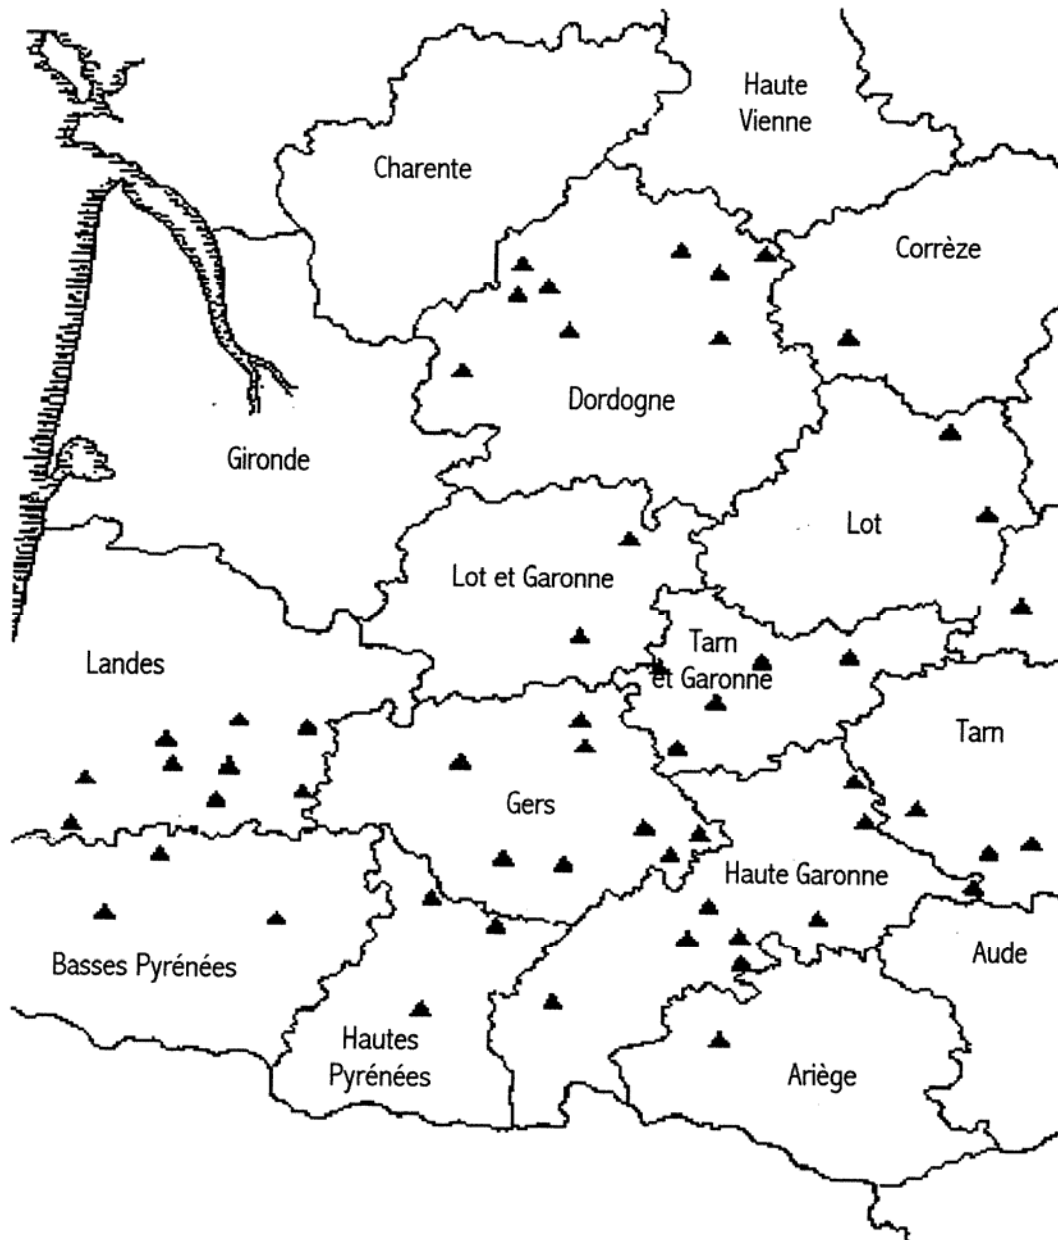 Haute
Vienne
Charente
Corrèze
Dordogne
Gironde
Lot
Lot et Garonne
Tarn
et Garonne
Landes
Tarn
Gers
Haute Garonne
Aude
Basses Pyrénées
Hautes
Pyrénées
Ariège